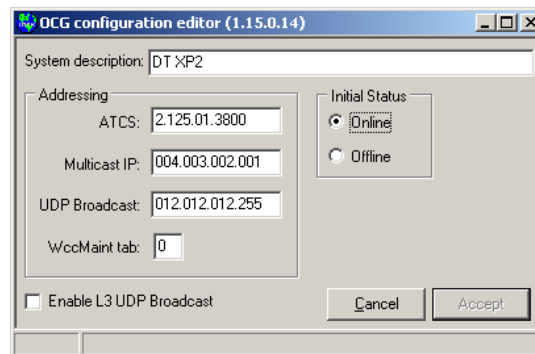 OCG configuration editor (1.15.0.14)
System description: DT XP2
Addressing
ATCS: 2.125.01.3800
Multicast IP: 004.003.002.001
UDP Broadcast: 012.012.012.255
WccMaint tab: 0
Initial Status
Online
Offline
Enable L3 UDP Broadcast
Cancel
Accept